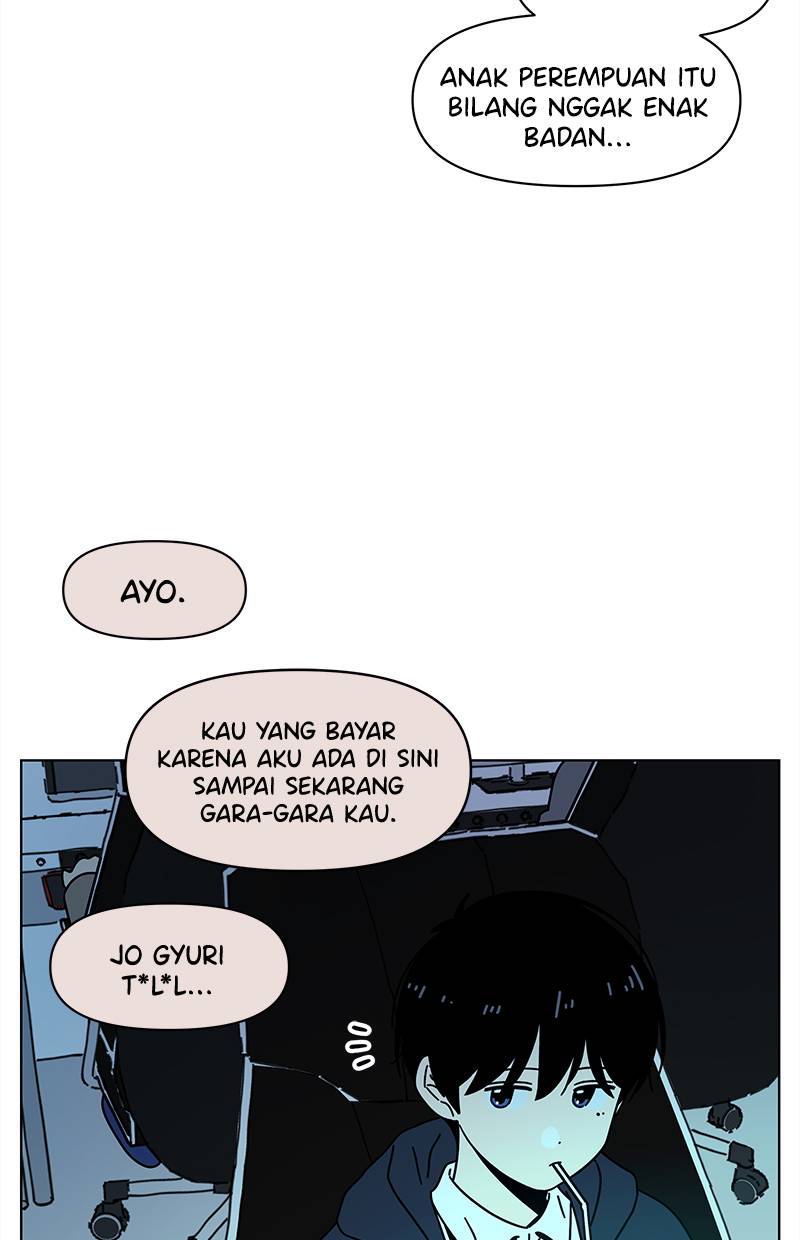 ANAK PEREMPUAN ITU
BILANG NGGAK ENAK
BADAN...
AYO.
KAU YANG BAYAR
KARENA AKU ADA DI SINI
SAMPAI SEKARANG
GARA-GARA KAU.
JO GYURI
T*L*L...